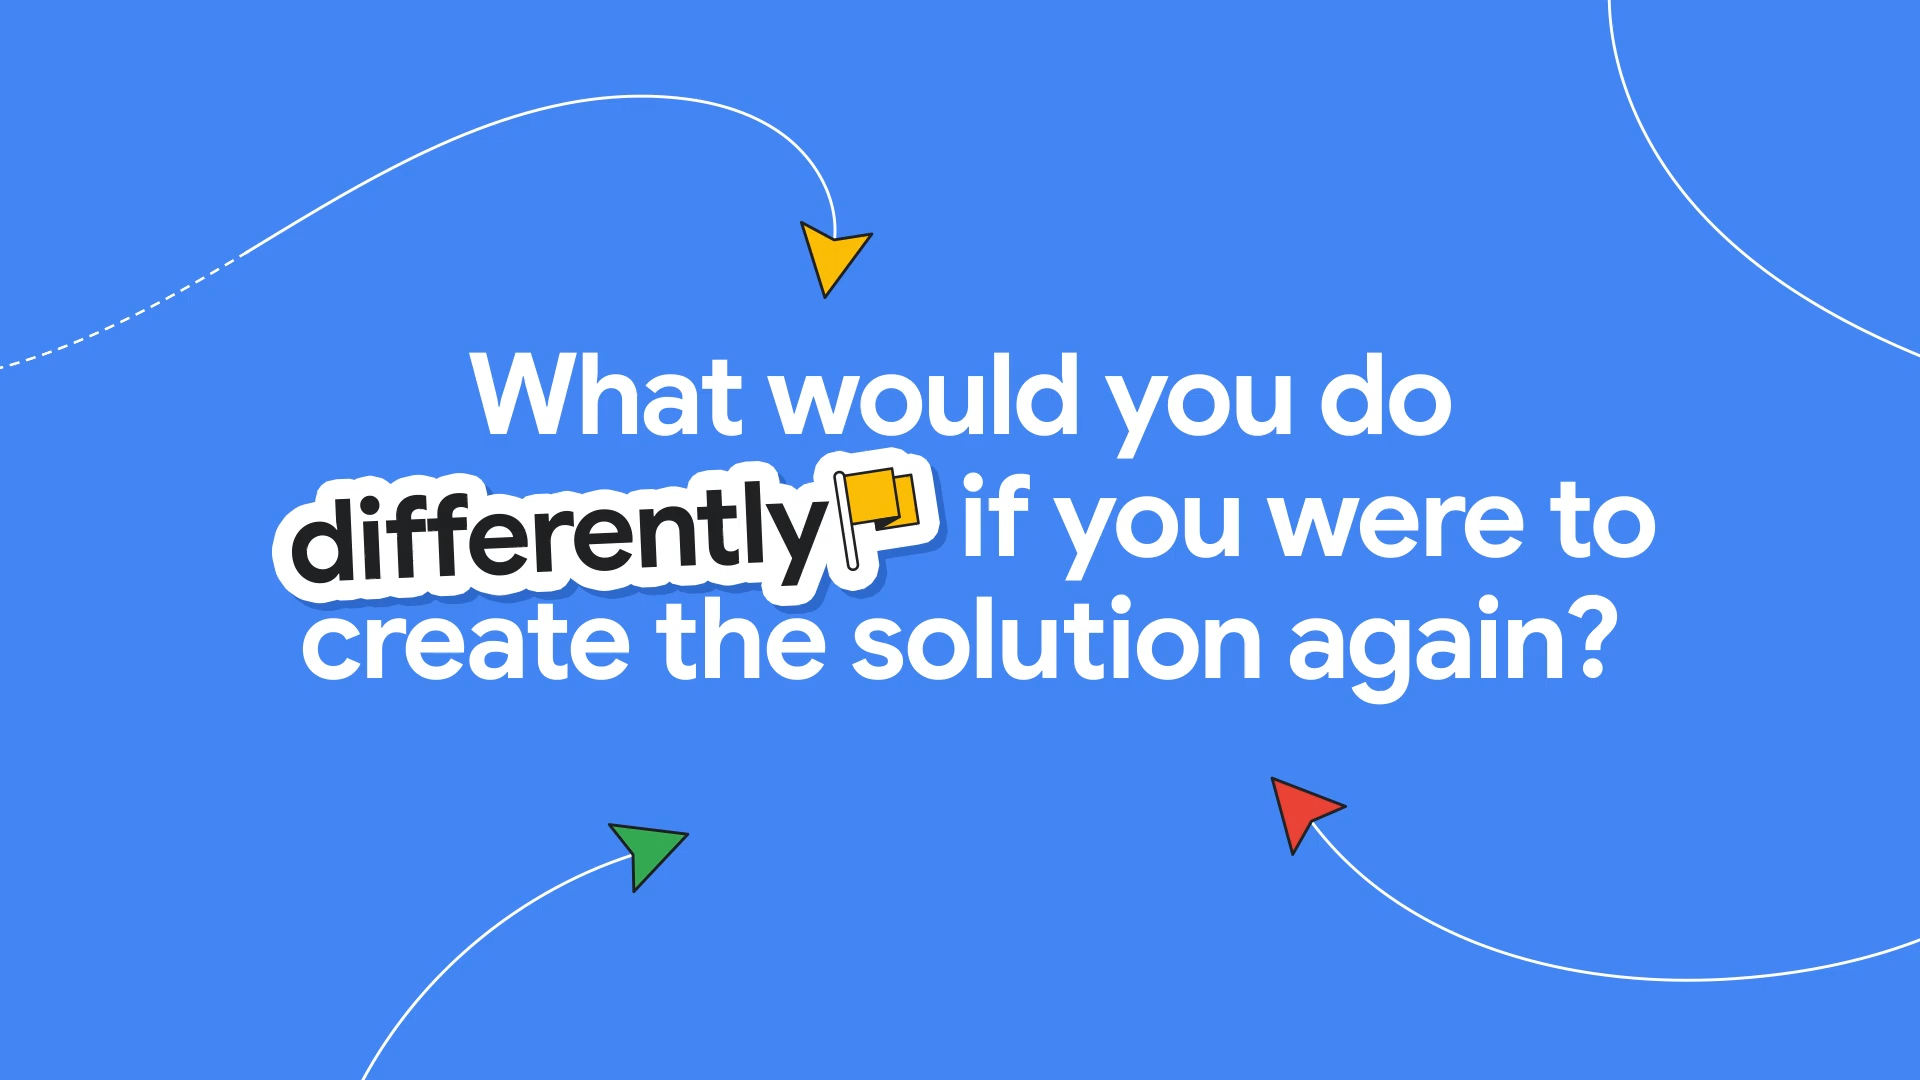 What would you do
differently if you were to
create the solution again?